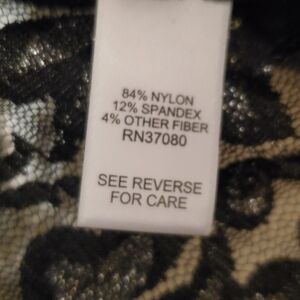 84% NYLON
12% SPANDEX
4% OTHER FIBER
RN37080
SEE REVERSE
FOR CARE